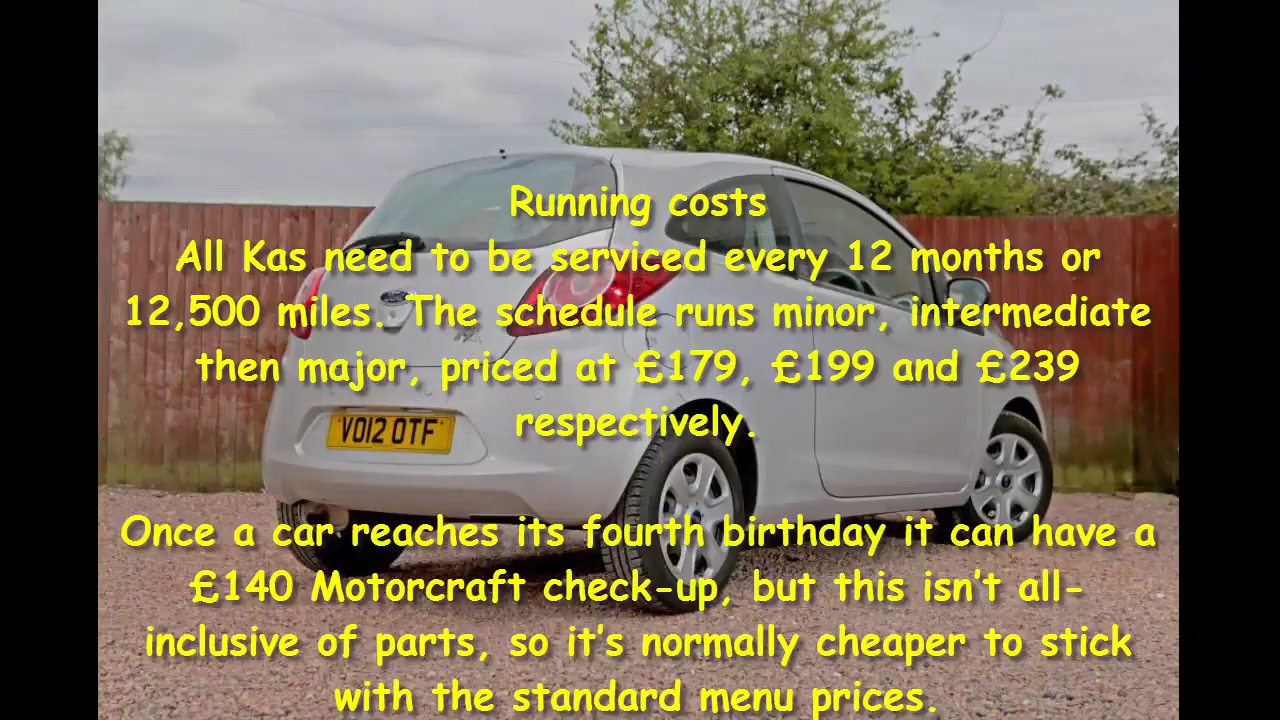 Running costs
All Kas need to be serviced every 12 months or
12,500 miles. The schedule runs minor, intermediate
then major, priced at £179, £199 and £239
respectively.
VO12 OTF
Once a car reaches its fourth birthday it can have a
£140 Motorcraft check-up, but this isn't all-
inclusive of parts, so it's normally cheaper to stick
with the standard menu prices.